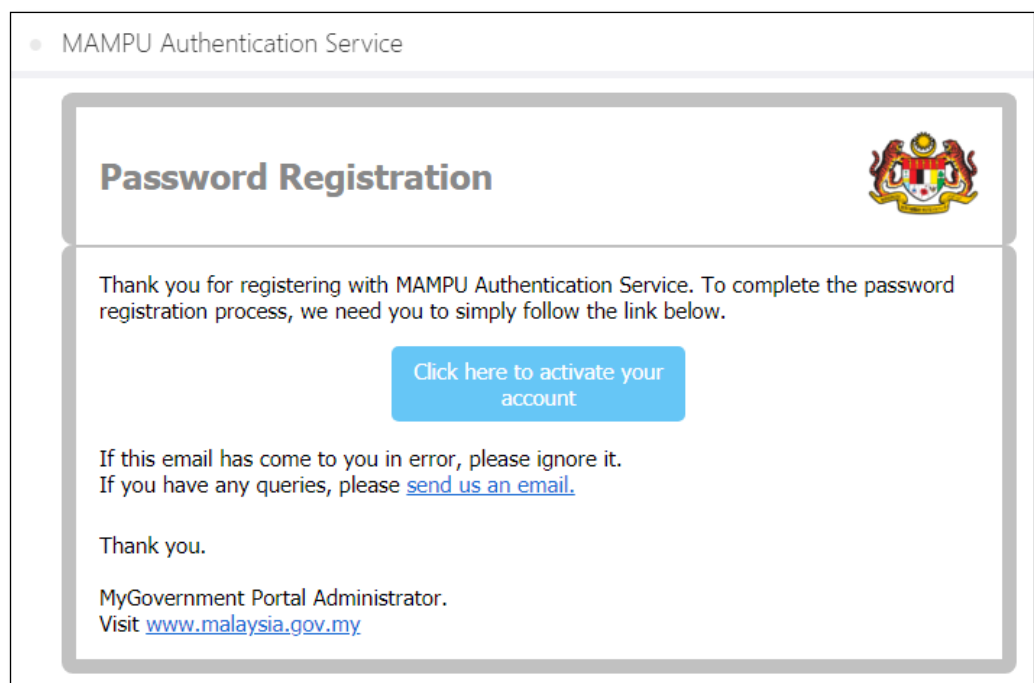 MAMPU Authentication Service
Password Registration
Thank you for registering with MAMPU Authentication Service. To complete the password
registration process, we need you to simply follow the link below.
Click here to activate your
account
If this email has come to you in error, please ignore it.
If you have any queries, please send us an email.
Thank you.
MyGovernment Portal Administrator.
Visit www.malaysia.gov.my